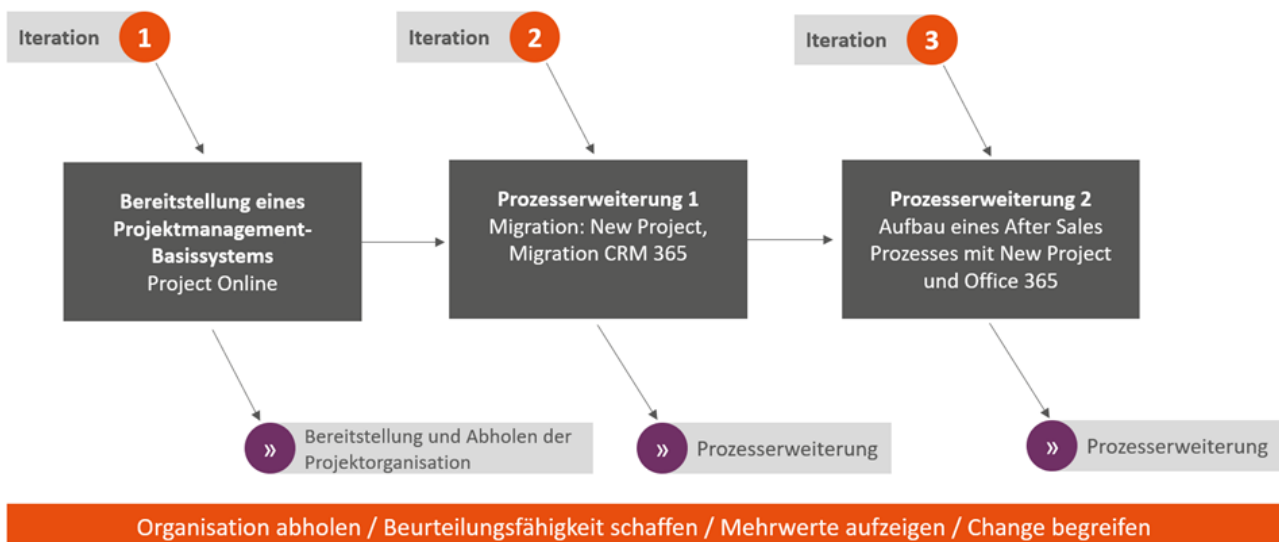 Iteration 1
Iteration 2
Iteration 3
Bereitstellung eines
Projektmanagement-
Basissystems
Project Online
Prozesserweiterung 1
Migration: New Project,
Migration CRM 365
Prozesserweiterung 2
Aufbau eines After Sales
Prozesses mit New Project
und Office 365
» Bereitstellung und Abholen der
Projektorganisation
» Prozesserweiterung
» Prozesserweiterung
Organisation abholen / Beurteilungsfähigkeit schaffen / Mehrwerte aufzeigen / Change begreifen